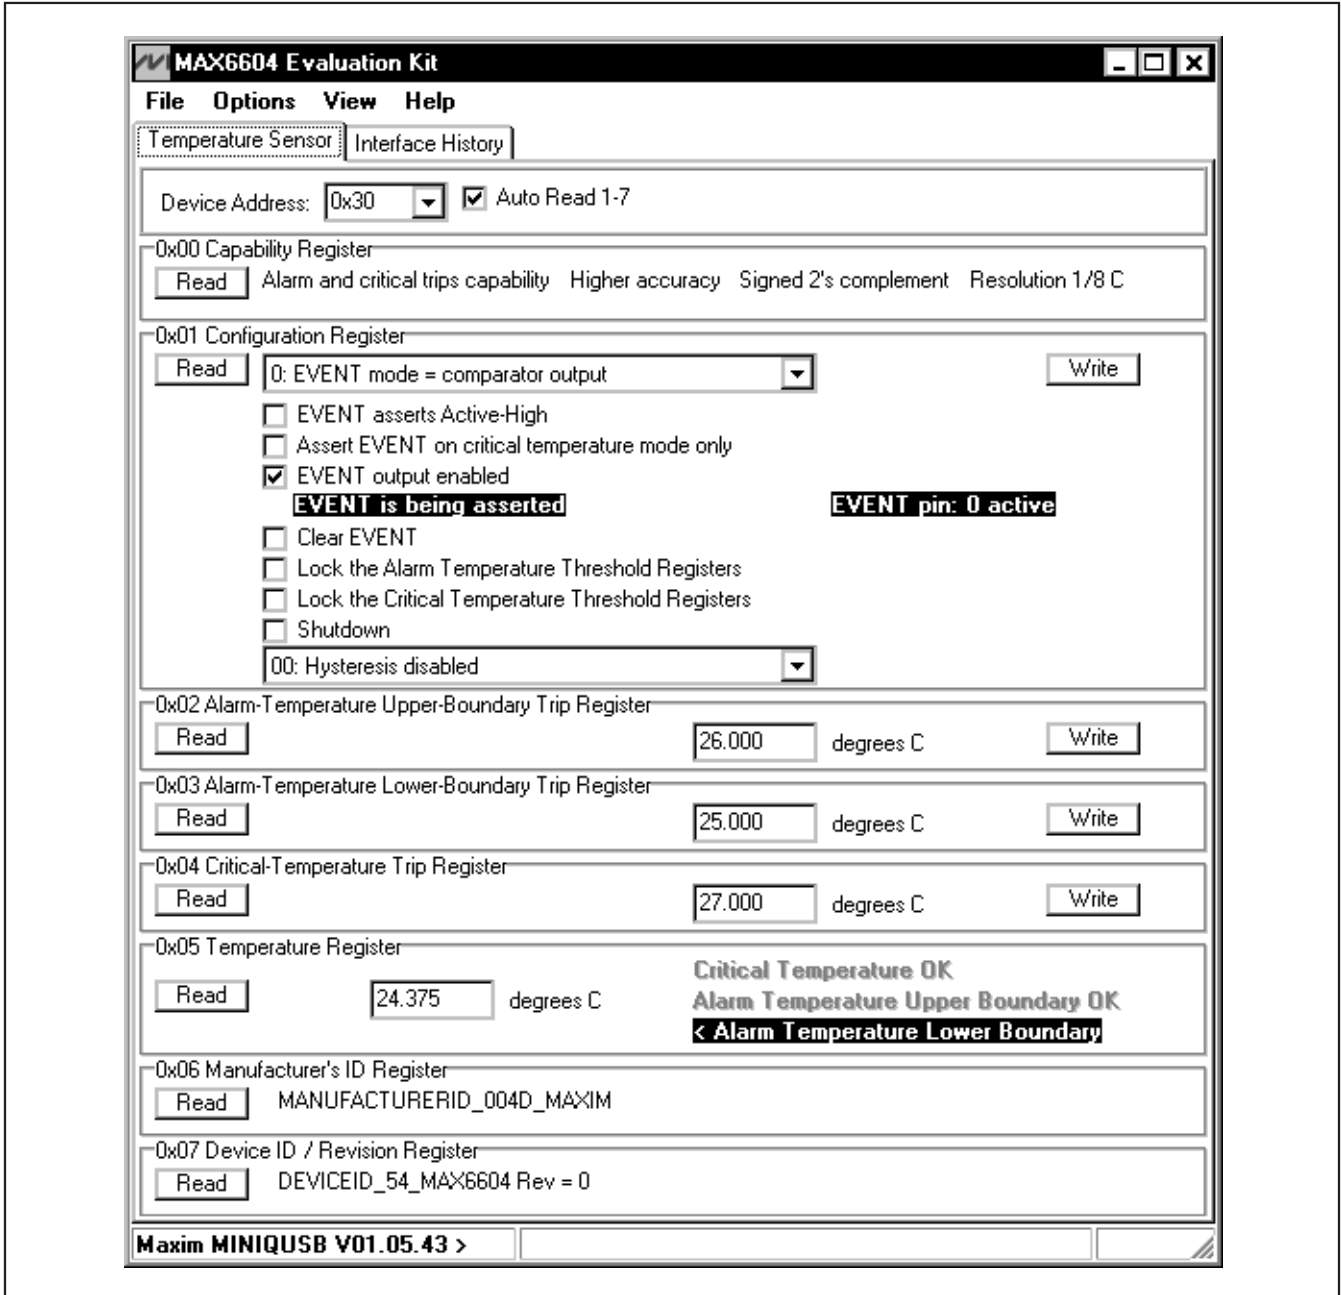 MAX6604 Evaluation Kit
File Options View Help
Temperature Sensor Interface History
Device Address: 0x30 Auto Read 1-7
0x00 Capability Register
Read Alarm and critical trips capability Higher accuracy Signed 2's complement Resolution 1/8 C
0x01 Configuration Register
Read 0: EVENT mode = comparator output Write
EVENT asserts Active-High
Assert EVENT on critical temperature mode only
EVENT output enabled
EVENT is being asserted EVENT pin: 0 active
Clear EVENT
Lock the Alarm Temperature Threshold Registers
Lock the Critical Temperature Threshold Registers
Shutdown
00: Hysteresis disabled
0x02 Alarm-Temperature Upper-Boundary Trip Register
Read 26.000 degrees C Write
0x03 Alarm-Temperature Lower-Boundary Trip Register
Read 25.000 degrees C Write
0x04 Critical-Temperature Trip Register
Read 27.000 degrees C Write
0x05 Temperature Register
Critical Temperature OK
Read 24.375 degrees C Alarm Temperature Upper Boundary OK
< Alarm Temperature Lower Boundary
0x06 Manufacturer's ID Register
Read MANUFACTURERID_004D_MAXIM
0x07 Device ID / Revision Register
Read DEVICEID_54_MAX6604 Rev = 0
Maxim MINIQUSB V01.05.43 >